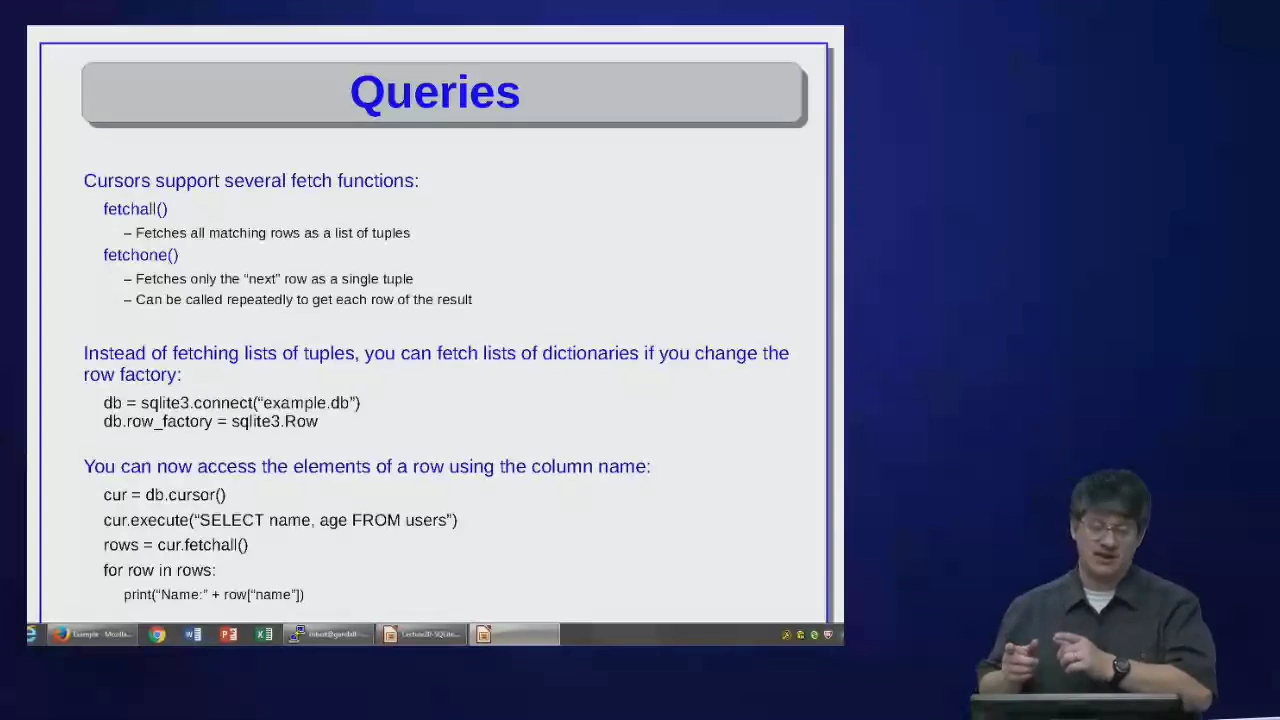 Queries
Cursors support several fetch functions:
fetchall()
– Fetches all matching rows as a list of tuples
fetchone()
– Fetches only the “next” row as a single tuple
– Can be called repeatedly to get each row of the result
Instead of fetching lists of tuples, you can fetch lists of dictionaries if you change the
row factory:
db = sqlite3.connect(“example.db”)
db.row_factory = sqlite3.Row
You can now access the elements of a row using the column name:
cur = db.cursor()
cur.execute(“SELECT name, age FROM users”)
rows = cur.fetchall()
for row in rows:
print(“Name:” + row[“name”])
Example - Mozilla...